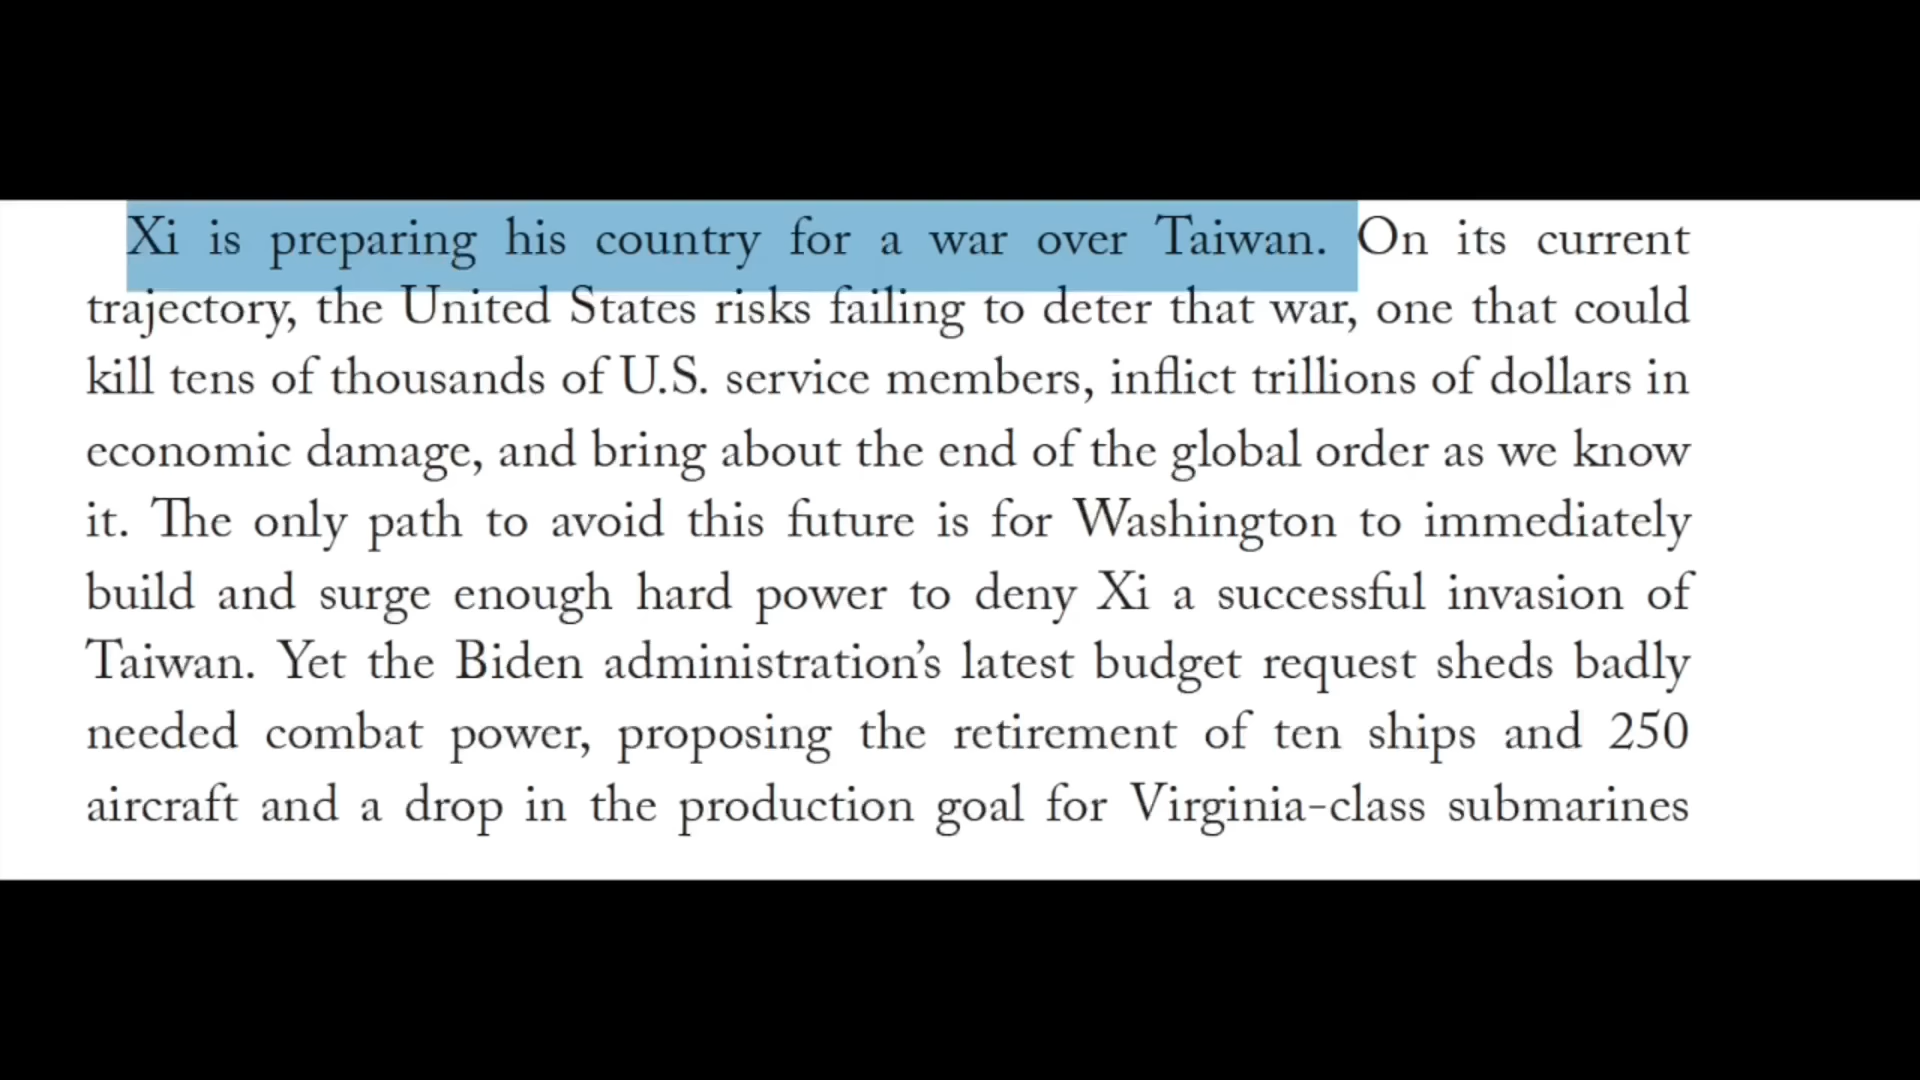 Xi is preparing his country for a war over Taiwan. On its current
trajectory, the United States risks failing to deter that war, one that could
kill tens of thousands of U.S. service members, inflict trillions of dollars in
economic damage, and bring about the end of the global order as we know
it. The only path to avoid this future is for Washington to immediately
build and surge enough hard power to deny Xi a successful invasion of
Taiwan. Yet the Biden administration’s latest budget request sheds badly
needed combat power, proposing the retirement of ten ships and 250
aircraft and a drop in the production goal for Virginia-class submarines